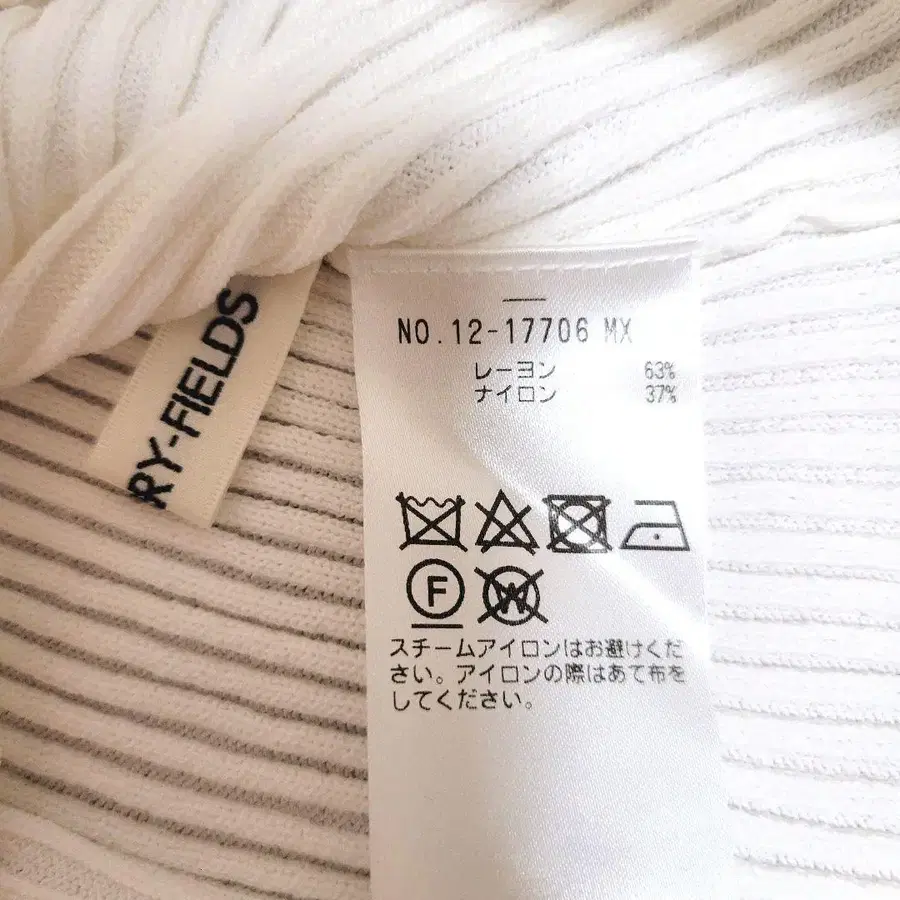 RY-FIELDS
NO.12-17706 MX
レーヨン 63%
ナイロン 37%
F
W
スチームアイロンはお避けくだ
さい。アイロンの際はあて布を
してください。